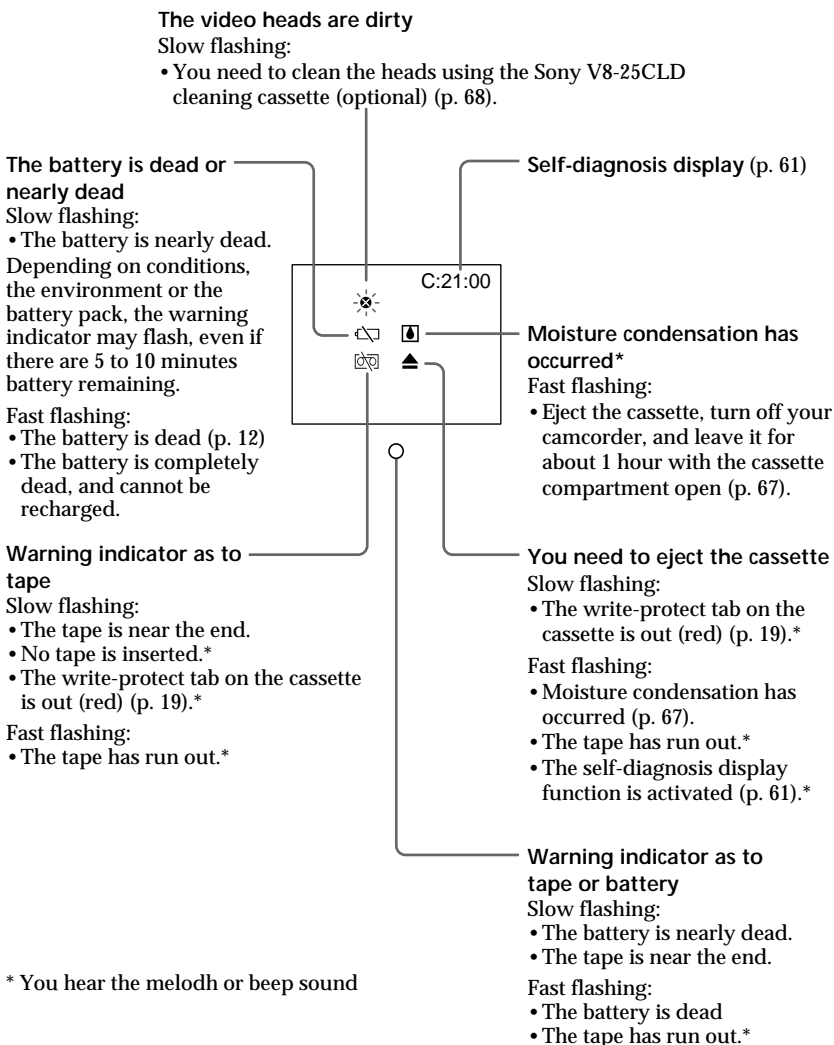 The video heads are dirty
Slow flashing:
•You need to clean the heads using the Sony V8-25CLD
cleaning cassette (optional) (p. 68).
The battery is dead or
nearly dead
Slow flashing:
•The battery is nearly dead.
Depending on conditions,
the environment or the
battery pack, the warning
indicator may flash, even if
there are 5 to 10 minutes
battery remaining.
Fast flashing:
•The battery is dead (p. 12)
•The battery is completely
dead, and cannot be
recharged.
Warning indicator as to
tape
Slow flashing:
•The tape is near the end.
•No tape is inserted.*
•The write-protect tab on the cassette
is out (red) (p. 19).*
Fast flashing:
•The tape has run out.*
C:21:00
Self-diagnosis display (p. 61)
Moisture condensation has
occurred*
Fast flashing:
•Eject the cassette, turn off your
camcorder, and leave it for
about 1 hour with the cassette
compartment open (p. 67).
You need to eject the cassette
Slow flashing:
•The write-protect tab on the
cassette is out (red) (p. 19).*
Fast flashing:
•Moisture condensation has
occurred (p. 67).
•The tape has run out.*
•The self-diagnosis display
function is activated (p. 61).*
Warning indicator as to
tape or battery
Slow flashing:
•The battery is nearly dead.
•The tape is near the end.
Fast flashing:
•The battery is dead
•The tape has run out.*
* You hear the melodh or beep sound